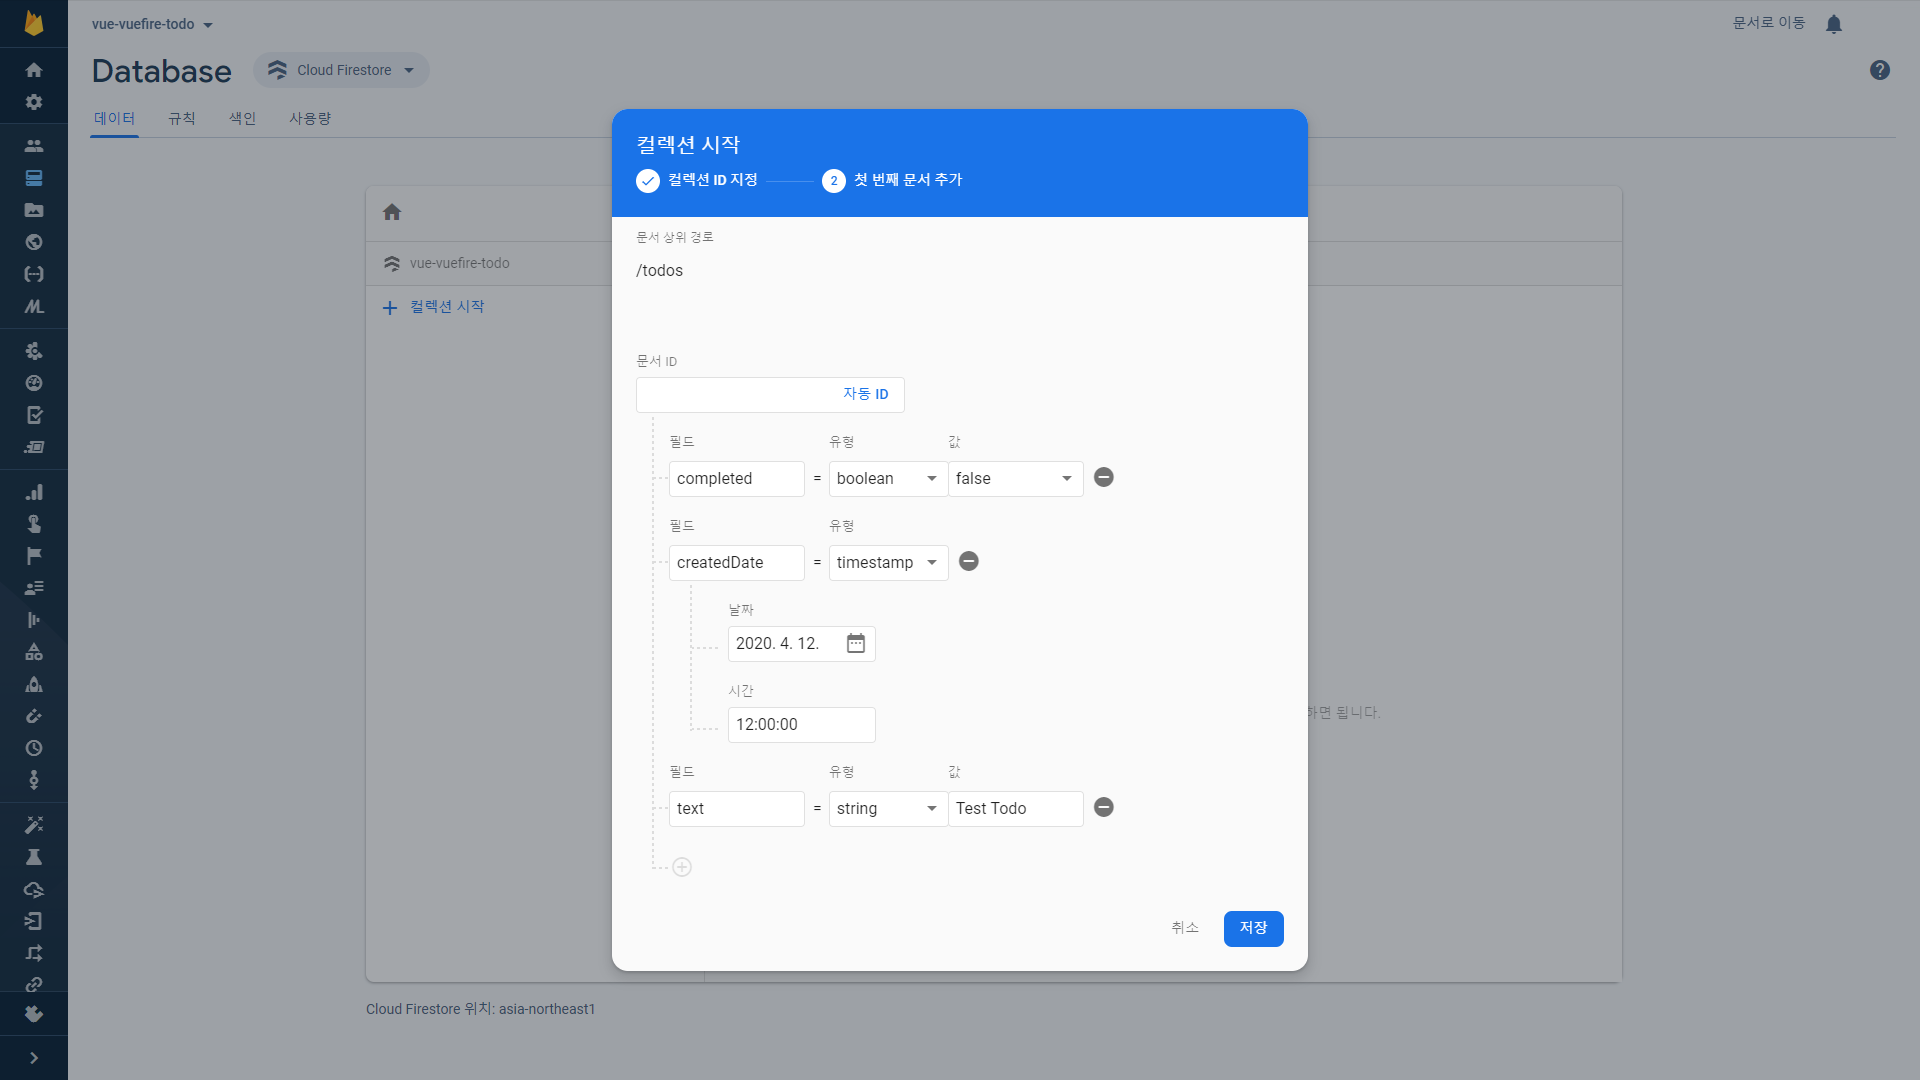 vue-vuefire-todo
문서로 이동
Database
Cloud Firestore
데이터
규칙
색인
사용량
컬렉션 시작
컬렉션 ID 지정
2
첫 번째 문서 추가
문서 상위 경로
/todos
vue-vuefire-todo
컬렉션 시작
문서 ID
자동 ID
필드
유형
값
completed
=
boolean
false
필드
유형
createdDate
=
timestamp
날짜
2020. 4. 12.
시간
12:00:00
하면 됩니다.
필드
유형
값
text
=
string
Test Todo
취소
저장
Cloud Firestore 위치: asia-northeast1